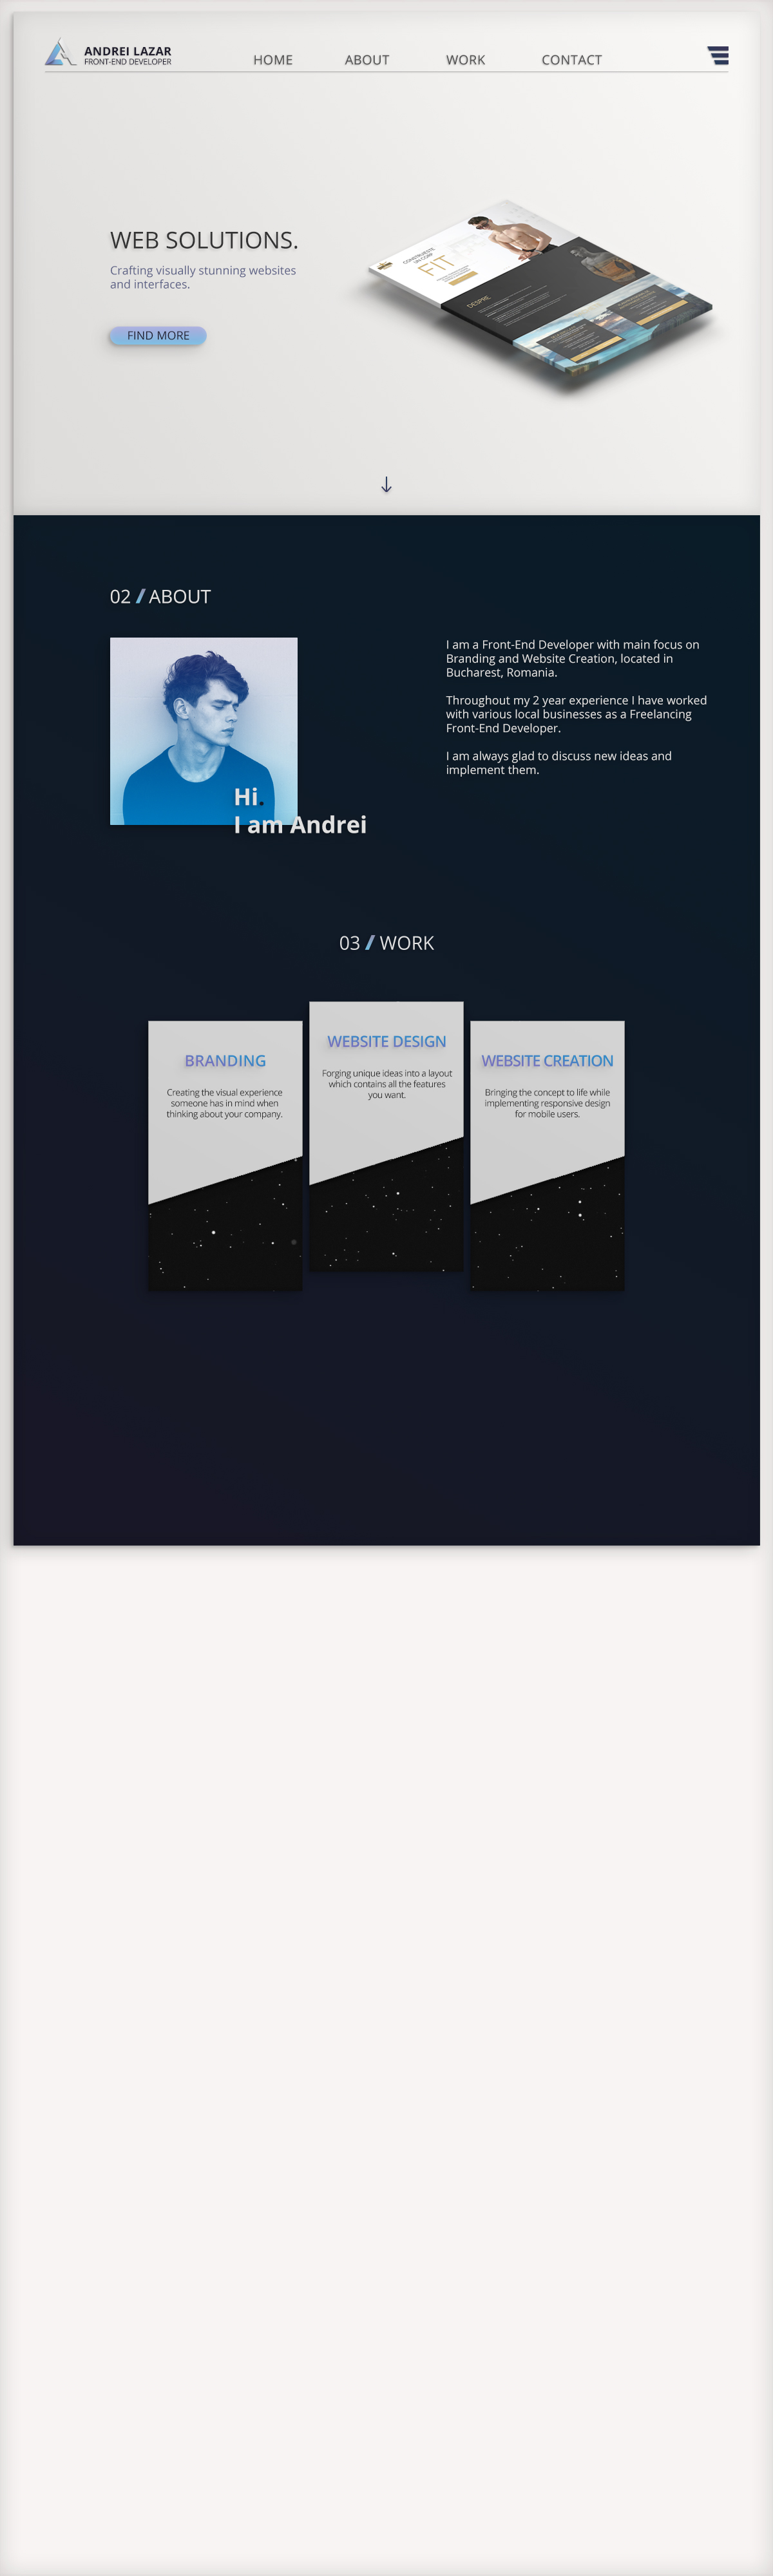 ANDREI LAZAR
FRONT-END DEVELOPER
HOME
ABOUT
WORK
CONTACT
WEB SOLUTIONS.
Crafting visually stunning websites
and interfaces.
FIND MORE
FIT
DESPRE
02 / ABOUT
I am a Front-End Developer with main focus on
Branding and Website Creation, located in
Bucharest, Romania.
Throughout my 2 year experience I have worked
with various local businesses as a Freelancing
Front-End Developer.
I am always glad to discuss new ideas and
implement them.
Hi.
I am Andrei
03 / WORK
BRANDING
Creating the visual experience
someone has in mind when
thinking about your company.
WEBSITE DESIGN
Forging unique ideas into a layout
which contains all the features
you want.
WEBSITE CREATION
Bringing the concept to life while
implementing responsive design
for mobile users.